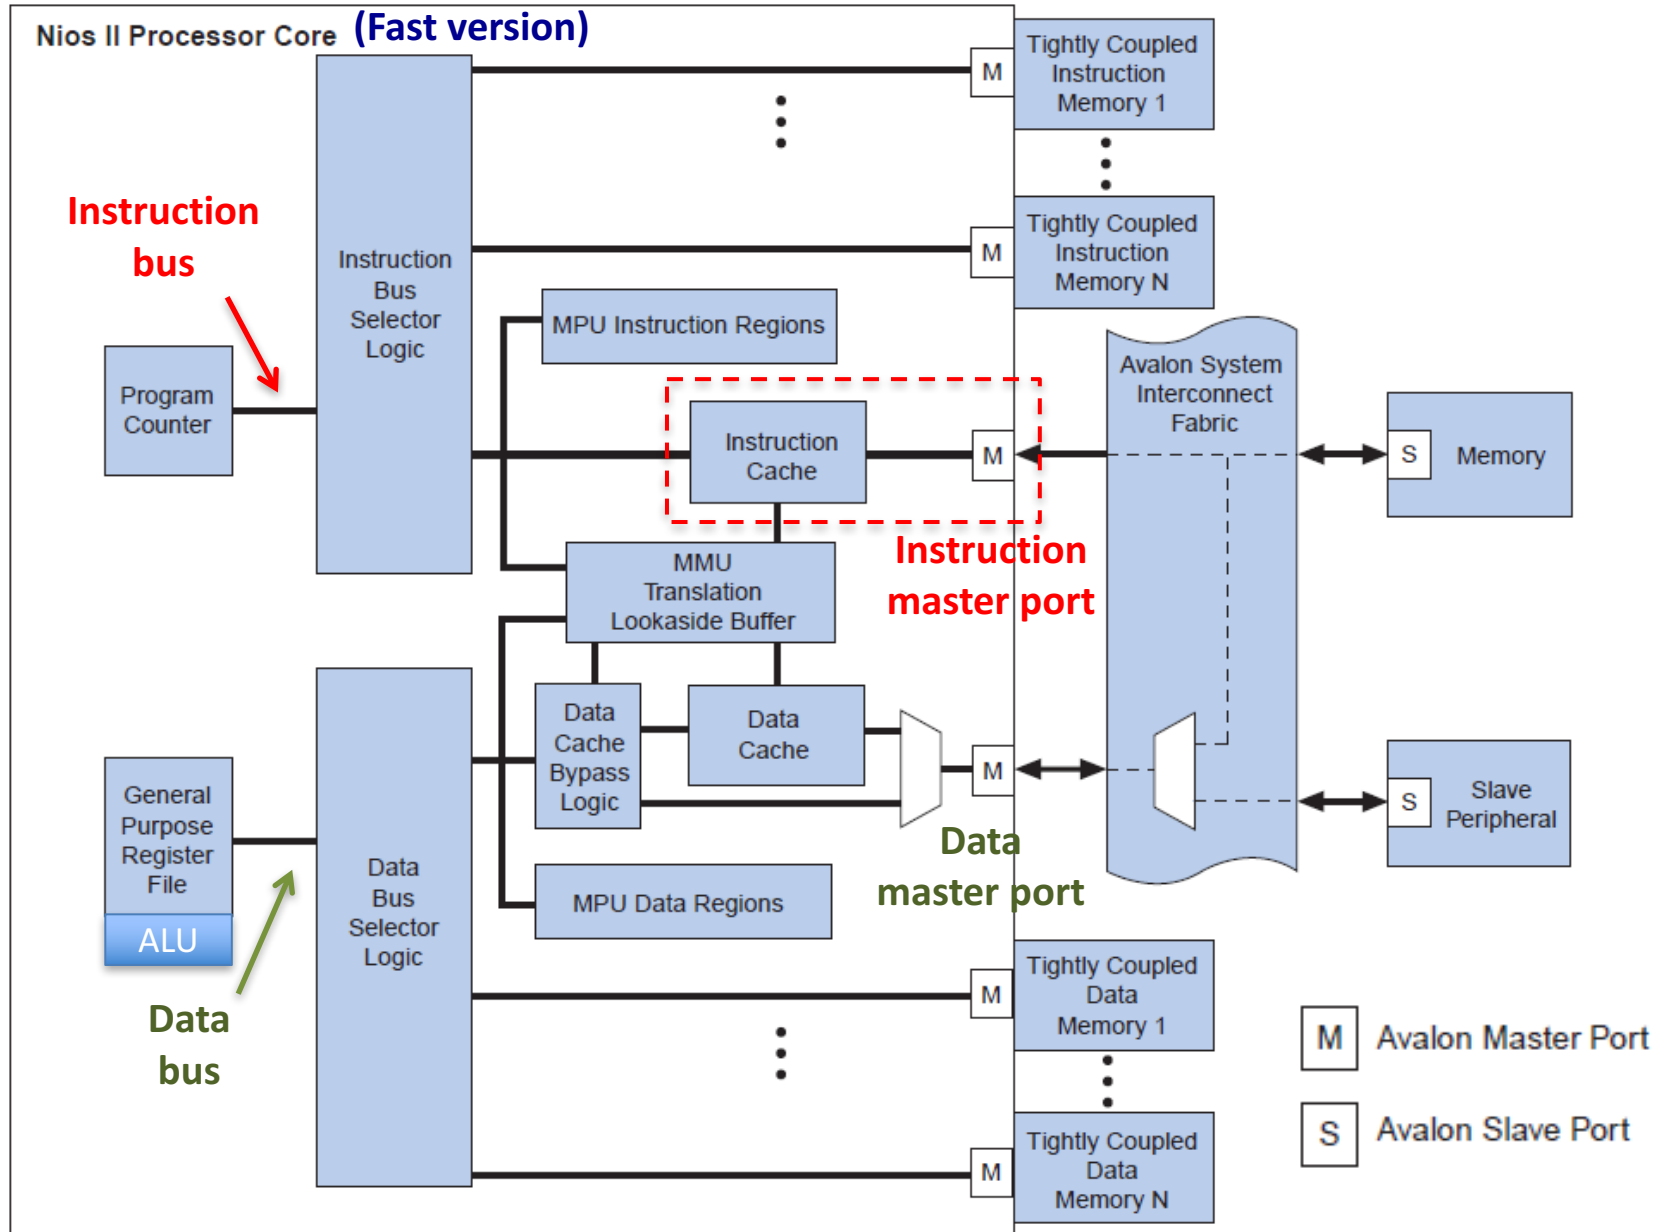 Nios II Processor Core (Fast version)
M
Tightly Coupled
Instruction
Memory 1
Instruction
bus
Instruction
Bus
Selector
Logic
M
Tightly Coupled
Instruction
Memory N
MPU Instruction Regions
Program
Counter
Instruction
Cache
M
Avalon System
Interconnect
Fabric
S
Memory
Instruction
master port
MMU
Translation
Lookaside Buffer
General
Purpose
Register
File
ALU
Data
Bus
Selector
Logic
Data
Cache
Bypass
Logic
Data
Cache
M
S
Slave
Peripheral
Data
master port
MPU Data Regions
Data
bus
M
Tightly Coupled
Data
Memory 1
M
Tightly Coupled
Data
Memory N
M Avalon Master Port
S Avalon Slave Port